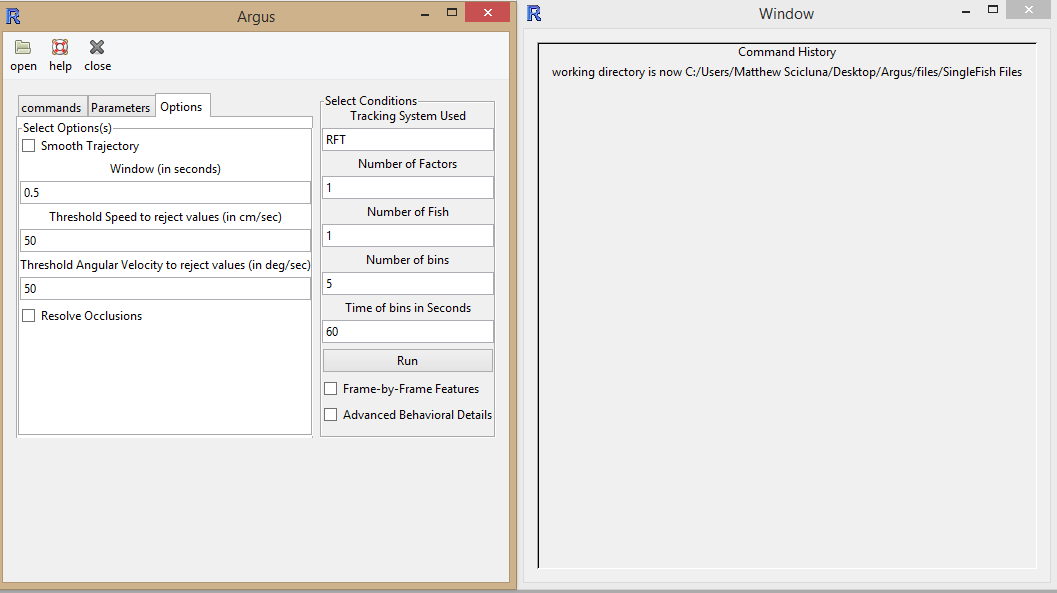 Argus
open help close
commands Parameters Options
Select Options(s)
Smooth Trajectory
Window (in seconds)
0.5
Threshold Speed to reject values (in cm/sec)
50
Threshold Angular Velocity to reject values (in deg/sec)
50
Resolve Occlusions
Select Conditions
Tracking System Used
RFT
Number of Factors
1
Number of Fish
1
Number of bins
5
Time of bins in Seconds
60
Run
Frame-by-Frame Features
Advanced Behavioral Details
Window
Command History
working directory is now C:/Users/Matthew Scicluna/Desktop/Argus/files/SingleFish Files